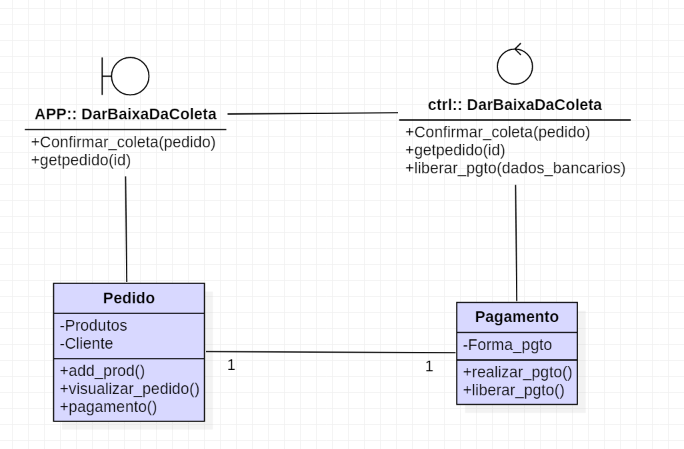 APP:: DarBaixaDaColeta
+Confirmar_coleta(pedido)
+getpedido(id)
ctrl:: DarBaixaDaColeta
+Confirmar_coleta(pedido)
+getpedido(id)
+liberar_pgto(dados_bancarios)
Pedido
-Produtos
-Cliente
+add_prod()
+visualizar_pedido()
+pagamento()
1
1
Pagamento
-Forma_pgto
+realizar_pgto()
+liberar_pgto()